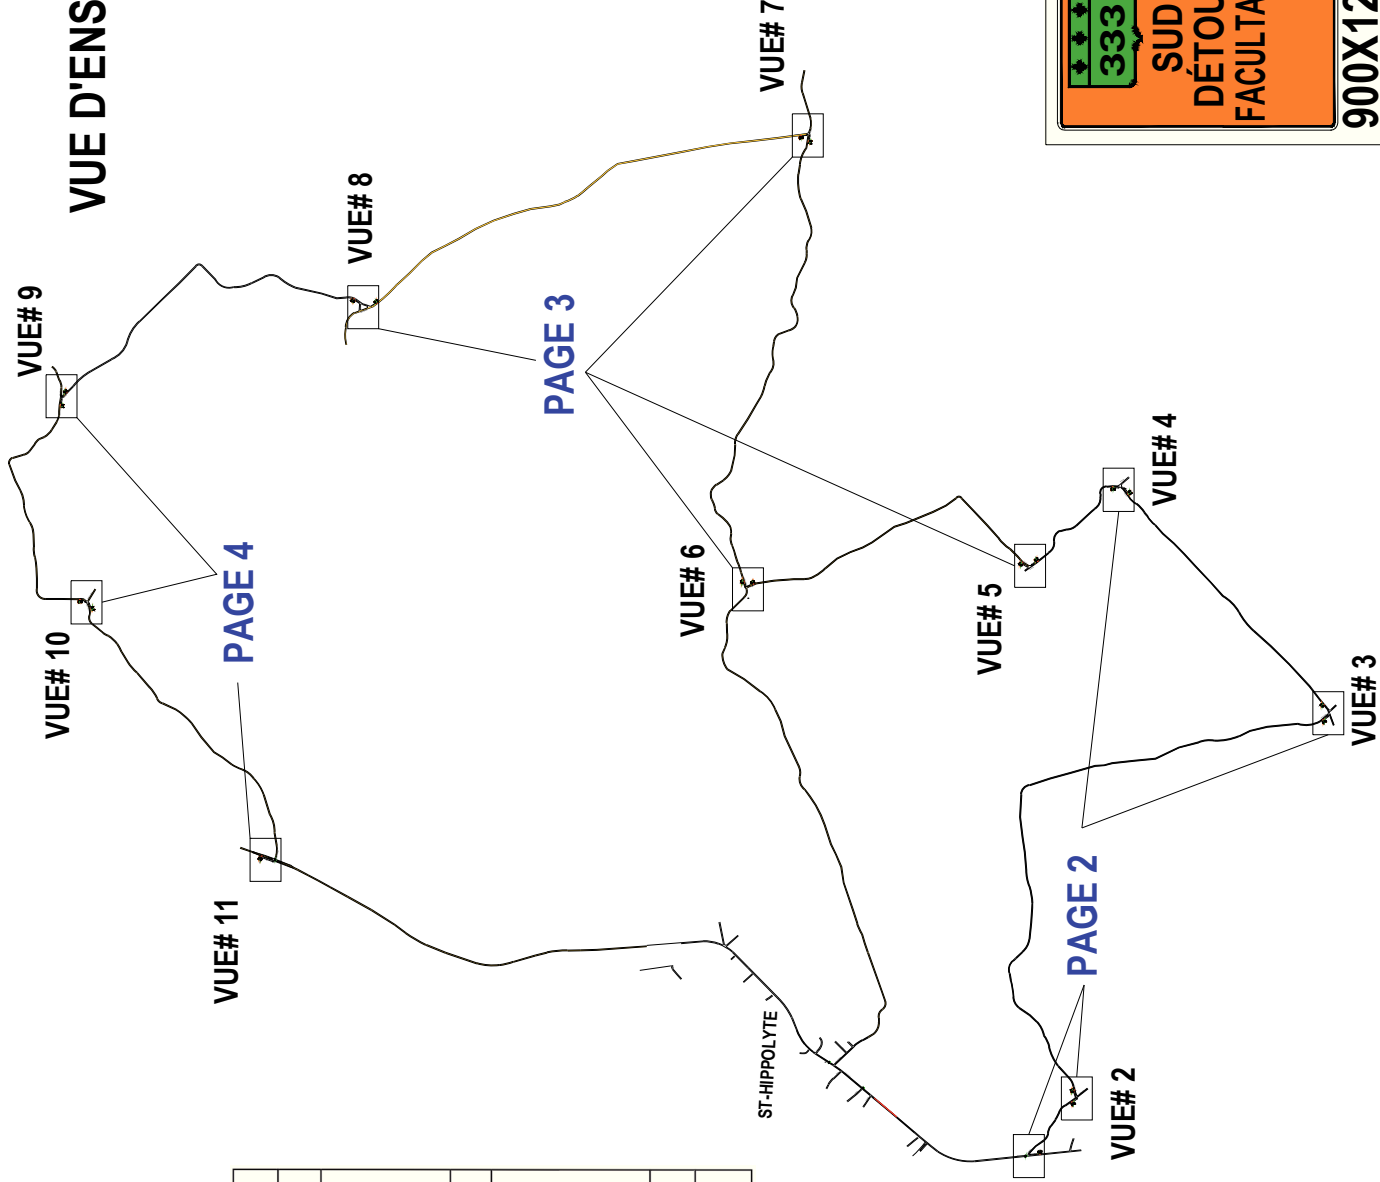 VUE D'ENS
VUE# 7
VUE# 8
VUE# 9
PAGE 3
VUE# 4
PAGE 4
VUE# 6
VUE# 5
VUE# 10
VUE# 3
PAGE 2
VUE# 11
ST-HIPPOLYTE
VUE# 2
333
SUD
DÉTOU
FACULTA
900X12